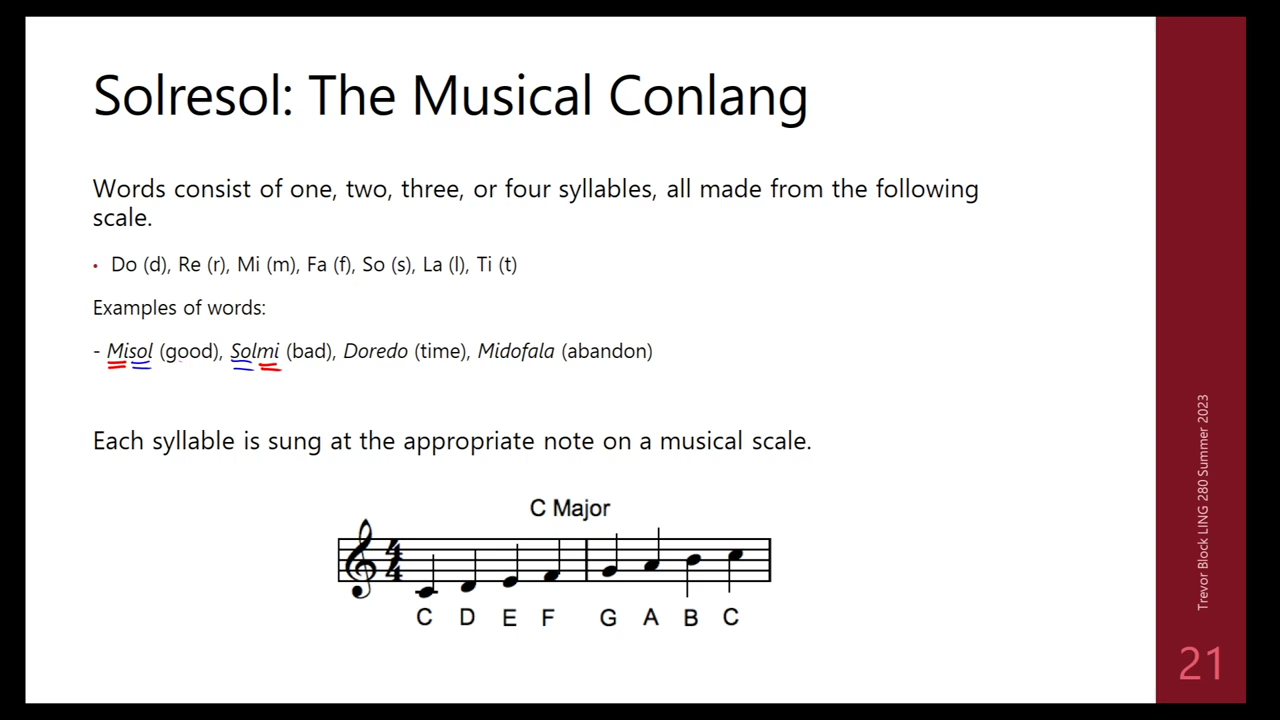 Solresol: The Musical Conlang
Words consist of one, two, three, or four syllables, all made from the following
scale.
• Do (d), Re (r), Mi (m), Fa (f), So (s), La (l), Ti (t)
Examples of words:
- Misol (good), Solmi (bad), Doredo (time), Midofala (abandon)
Each syllable is sung at the appropriate note on a musical scale.
C Major
4
4
C D E F G A B C
Trevor Block LING 280 Summer 2023
21